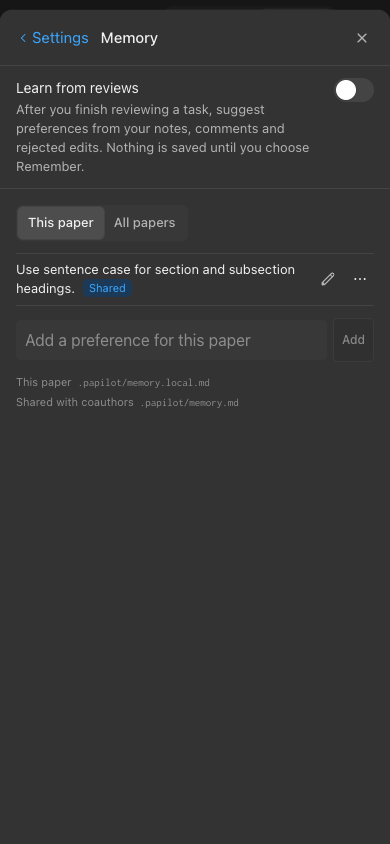 Settings Memory
Learn from reviews
After you finish reviewing a task, suggest
preferences from your notes, comments and
rejected edits. Nothing is saved until you choose
Remember.
This paper All papers
Use sentence case for section and subsection
headings. Shared
Add a preference for this paper Add
This paper .papilot/memory.local.md
Shared with coauthors .papilot/memory.md